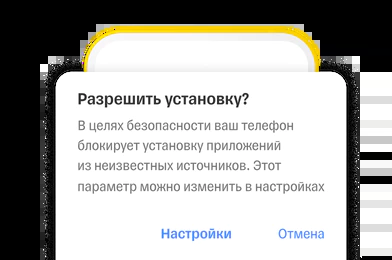 Разрешить установку?
В целях безопасности ваш телефон
блокирует установку приложений
из неизвестных источников. Этот
параметр можно изменить в настройках
Настройки Отмена